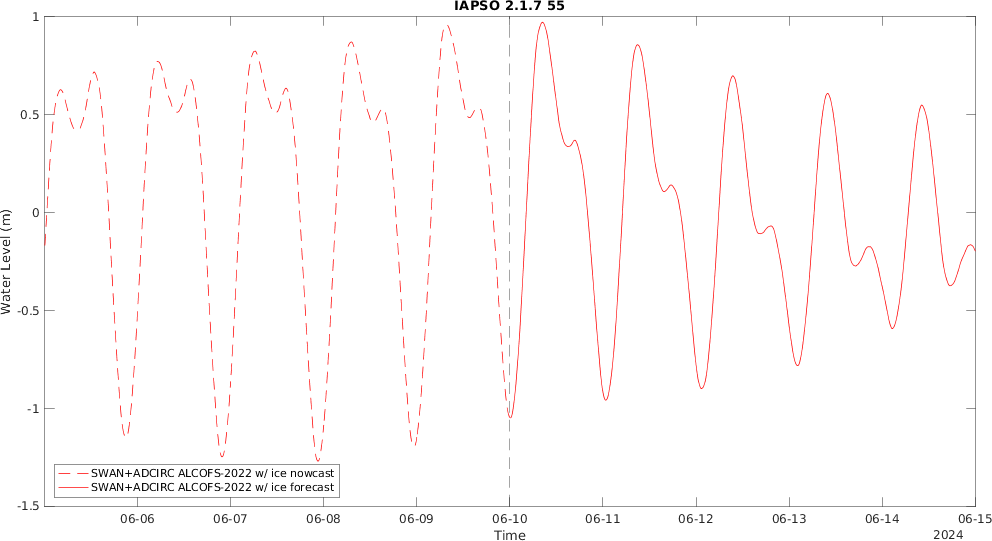 IAPSO 2.1.7 55
1
0.5
0
-0.5
-1
-1.5
Water Level (m)
SWAN+ADCIRC ALCOFS-2022 w/ ice nowcast
SWAN+ADCIRC ALCOFS-2022 w/ ice forecast
06-06 06-07 06-08 06-09 06-10 06-11 06-12 06-13 06-14 06-15
Time
2024